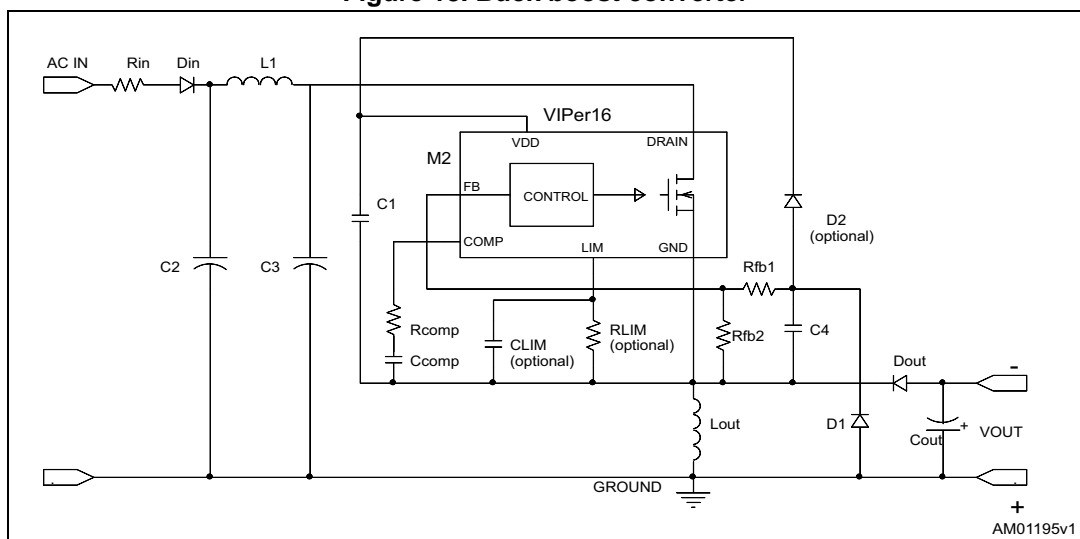 Figure 18. Buck boost converter
AC IN
Rin
Din
L1
VIPer16
VDD
DRAIN
M2
FB
CONTROL
C1
D2
(optional)
COMP
LIM
GND
C2
C3
Rfb1
Rcomp
CLIM
(optional)
RLIM
(optional)
Rfb2
C4
Ccomp
Dout
-
Lout
D1
Cout
+
VOUT
GROUND
+
AM01195v1